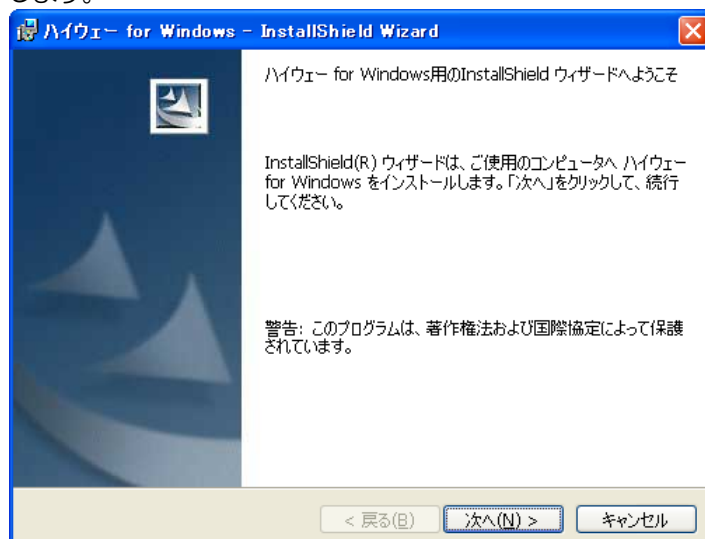 します。
ハイウェー for Windows - InstallShield Wizard
ハイウェー for Windows用のInstallShield ウィザードへようこそ
InstallShield(R) ウィザードは、ご使用のコンピュータへ ハイウェー
for Windows をインストールします。「次へ」をクリックして、続行
してください。
警告: このプログラムは、著作権法および国際協定によって保護
されています。
< 戻る(B) 次へ(N) > キャンセル